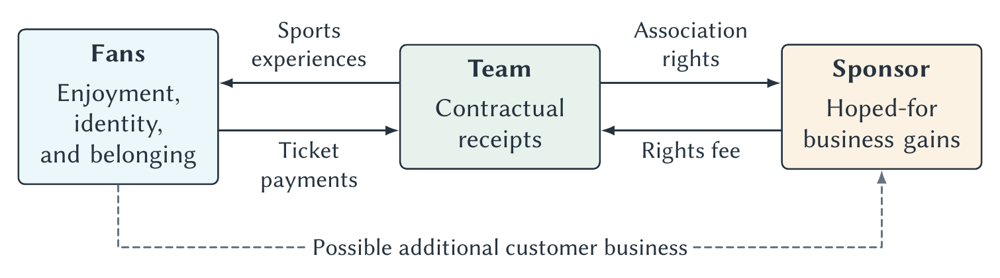 Fans
Enjoyment,
identity,
and belonging
Sports
experiences
Ticket
payments
Team
Contractual
receipts
Association
rights
Rights fee
Sponsor
Hoped-for
business gains
Possible additional customer business